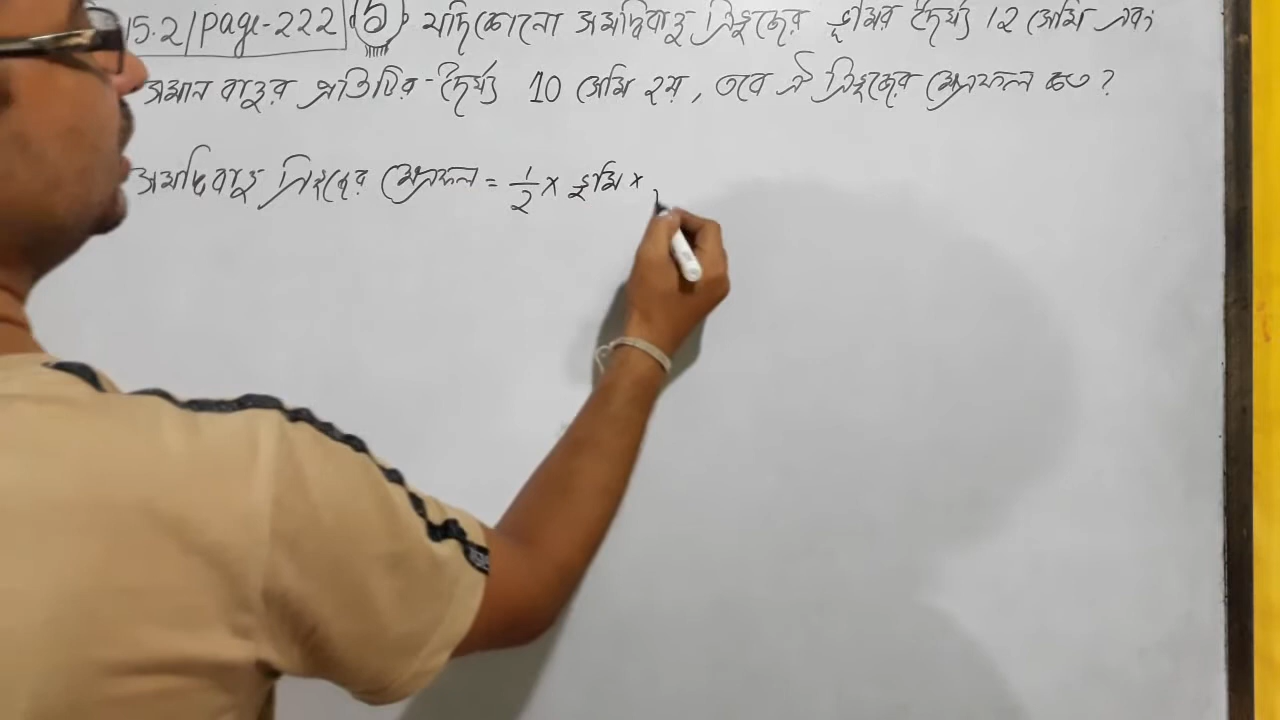 15.2/page-222 (6) যদি কোনো সমদ্বিবাহু ত্রিভুজের ভূমির দৈর্ঘ্য 12 সেমি এবং
সমান বাহুর প্রতিটির দৈর্ঘ্য 10 সেমি হয়, তবে ঐ ত্রিভুজের ক্ষেত্রফল কত?
সমদ্বিবাহু ত্রিভুজের ক্ষেত্রফল = 1/2 × ভূমি ×